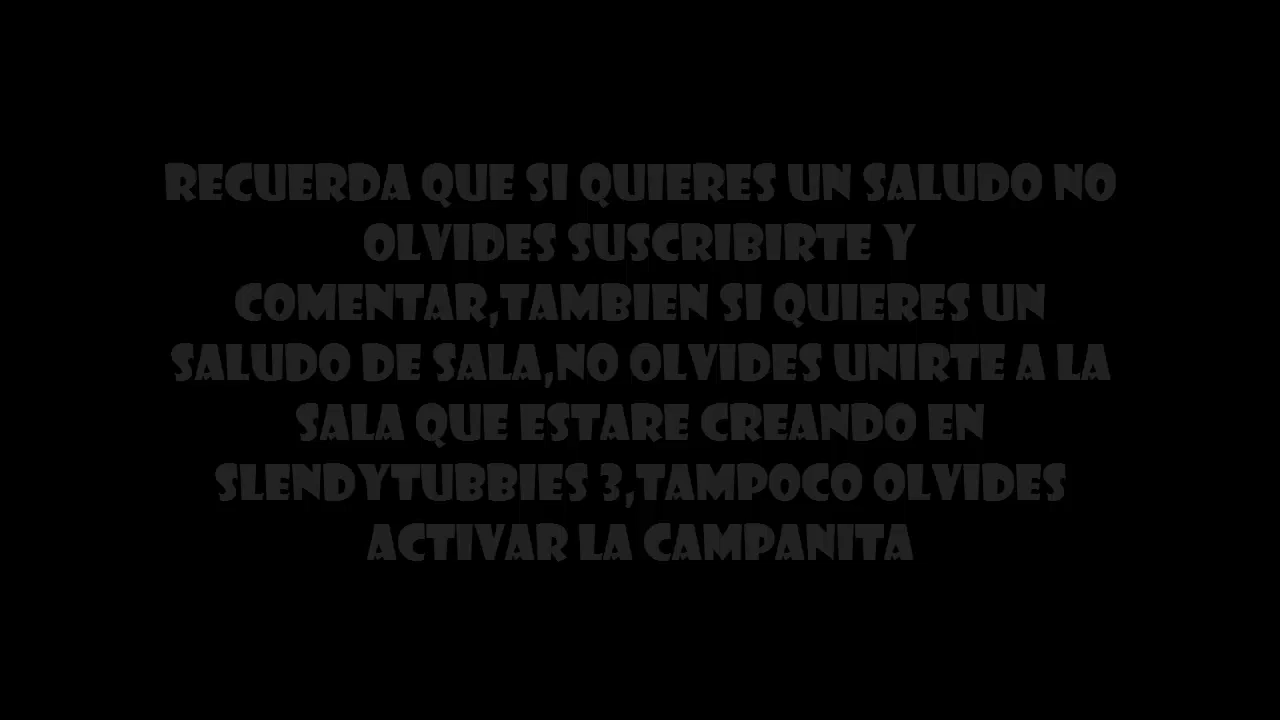 RECUERDA QUE SI QUIERES UN SALUDO NO
OLVIDES SUSCRIBIRTE Y
COMENTAR,TAMBIEN SI QUIERES UN
SALUDO DE SALA,NO OLVIDES UNIRTE A LA
SALA QUE ESTARE CREANDO EN
SLENDYTUBBIES 3,TAMPOCO OLVIDES
ACTIVAR LA CAMPANITA